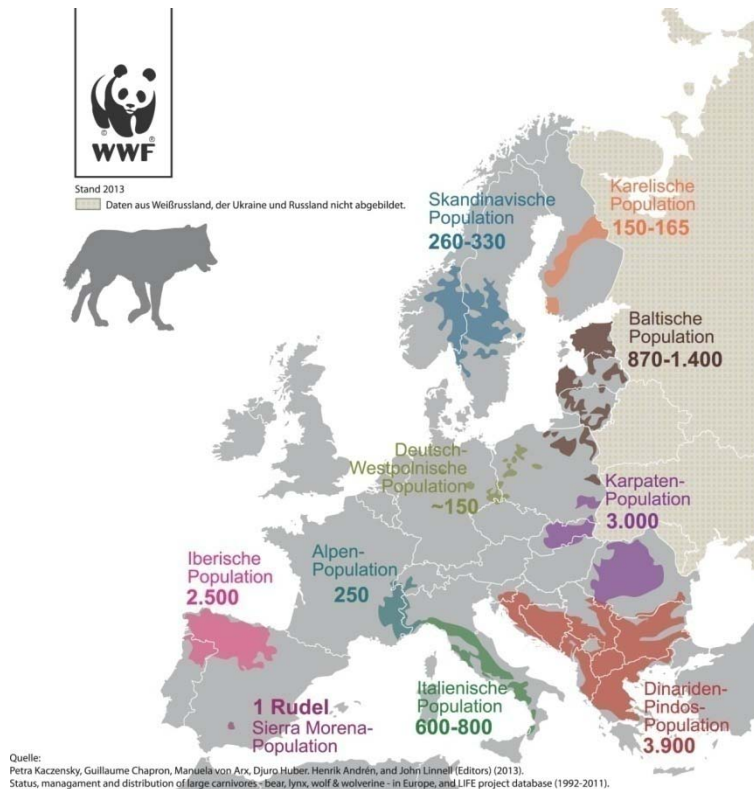 WWF
Stand 2013
Daten aus Weißrussland, der Ukraine und Russland nicht abgebildet.
Skandinavische
Population
260-330
Karelische
Population
150-165
Baltische
Population
870-1.400
Deutsch-
Westpolnische
Population
~150
Karpaten-
Population
3.000
Alpen-
Population
250
Iberische
Population
2.500
1 Rudel
Sierra Morena-
Population
Italienische
Population
600-800
Dinariden-
Pindos-
Population
3.900
Quelle:
Petra Kaczensky, Guillaume Chapron, Manuela von Arx, Djuro Huber. Henrik Andrén, and John Linnell (Editors) (2013).
Status, managament and distribution of large carnivores - bear, lynx, wolf & wolverine - in Europe, and LIFE project database (1992-2011).